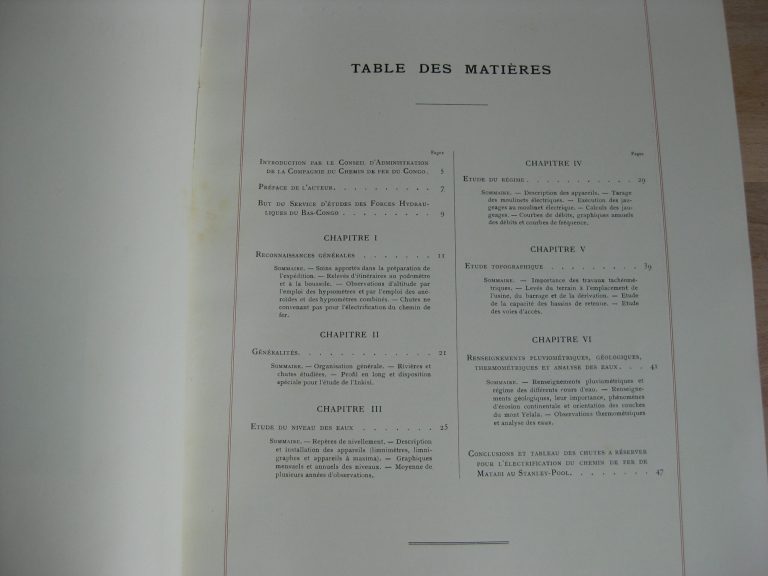 TABLE DES MATIÈRES
Pages
INTRODUCTION PAR LE CONSEIL D'ADMINISTRATION
DE LA COMPAGNIE DU CHEMIN DE FER DU CONGO. 5
PRÉFACE DE L'AUTEUR. . . . . . . . . . 7
BUT DU SERVICE D'ÉTUDES DES FORCES HYDRAU-
LIQUES DU BAS-CONGO . . . . . . . . . 9
CHAPITRE I
RECONNAISSANCES GÉNÉRALES . . . . . . . 11
SOMMAIRE. — Soins apportés dans la préparation de
l'expédition. — Relevés d'itinéraires au podomètre
et à la boussole. — Observations d'altitude par
l'emploi des hypsomètres et par l'emploi des ané-
roïdes et des hypsomètres combinés. — Chutes ne
convenant pas pour l'électrification du chemin de
fer.
CHAPITRE II
GÉNÉRALITÉS. . . . . . . . . . . . . 21
SOMMAIRE. — Organisation générale. — Rivières et
chutes étudiées. — Profil en long et disposition
spéciale pour l'étude de l'Inkisi.
CHAPITRE III
ETUDE DU NIVEAU DES EAUX . . . . . . . 25
SOMMAIRE. — Repères de nivellement. — Description
et installation des appareils (limnimètres, limni-
graphes et appareils à maxima). — Graphiques
mensuels et annuels des niveaux. — Moyenne de
plusieurs années d'observations.
Pages
CHAPITRE IV
ETUDE DU RÉGIME . . . . . . . . . . . 29
SOMMAIRE. — Description des appareils. — Tarage
des moulinets électriques. — Exécution des jau-
geages au moulinet électrique. — Calculs des jau-
geages. — Courbes de débits, graphiques annuels
des débits et courbes de fréquence.
CHAPITRE V
ETUDE TOPOGRAPHIQUE . . . . . . . . . 39
SOMMAIRE. — Importance des travaux tachéomé-
triques. — Levés du terrain à l'emplacement de
l'usine, du barrage et de la dérivation. — Etude
de la capacité des bassins de retenue. — Etude
des voies d'accès.
CHAPITRE VI
RENSEIGNEMENTS PLUVIOMÉTRIQUES, GÉOLOGIQUES,
THERMOMÉTRIQUES ET ANALYSE DES EAUX. . . . 42
SOMMAIRE. — Renseignements pluviométriques et
régime des différents cours d'eau. — Renseigne-
ments géologiques, leur importance, phénomènes
d'érosion continentale et orientation des couches
du mont Yelala. — Observations thermométriques
et analyse des eaux.
CONCLUSIONS ET TABLEAU DES CHUTES A RÉSERVER
POUR L'ÉLECTRIFICATION DU CHEMIN DE FER DE
MATADI AU STANLEY-POOL. . . . . . . . 47